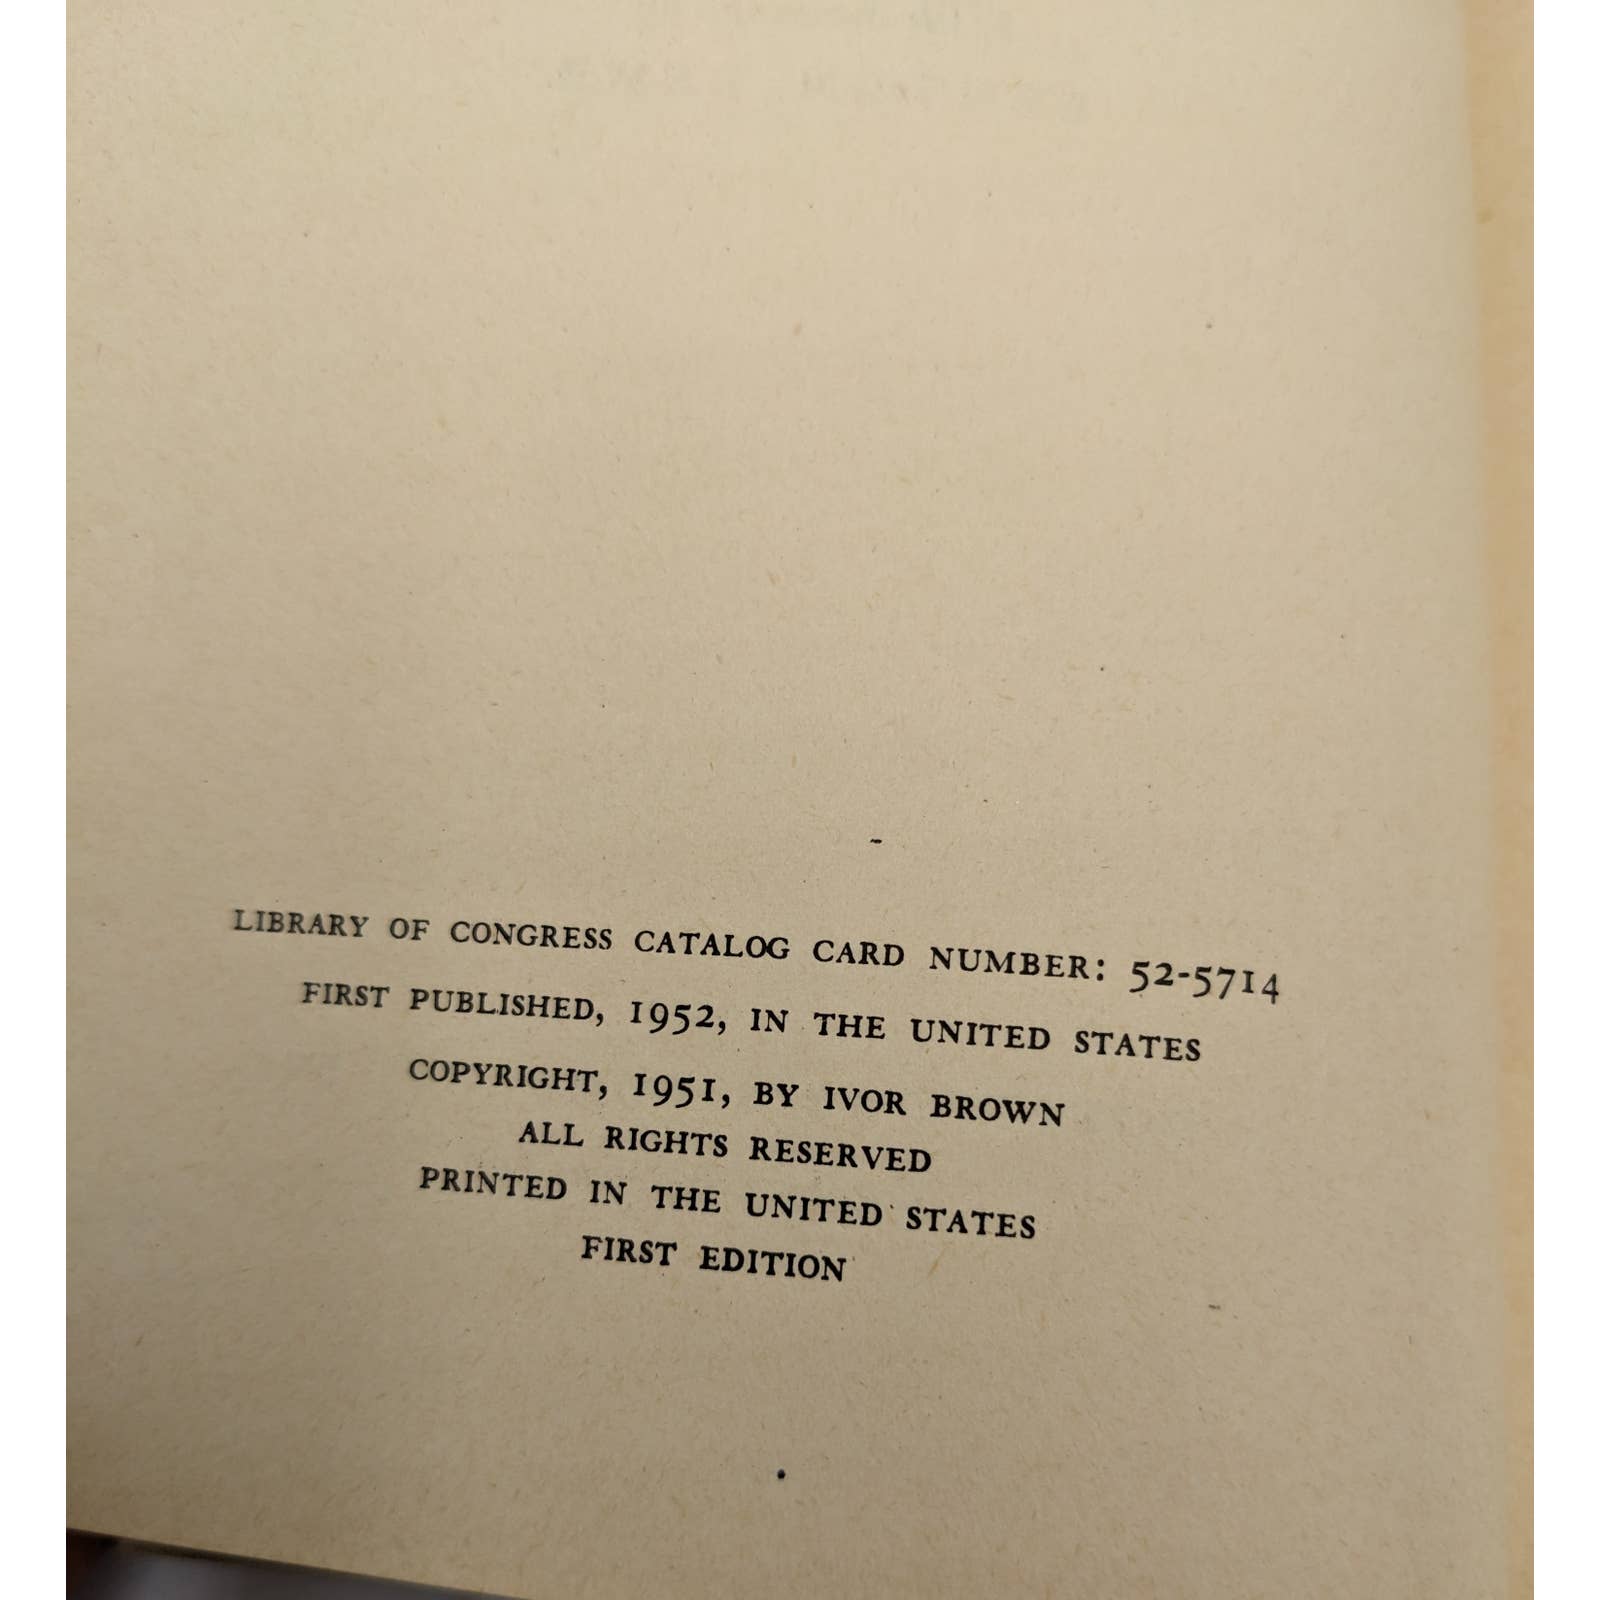 LIBRARY OF CONGRESS CATALOG CARD NUMBER: 52-5714
FIRST PUBLISHED, 1952, IN THE UNITED STATES
COPYRIGHT, 1951, BY IVOR BROWN
ALL RIGHTS RESERVED
PRINTED IN THE UNITED STATES
FIRST EDITION